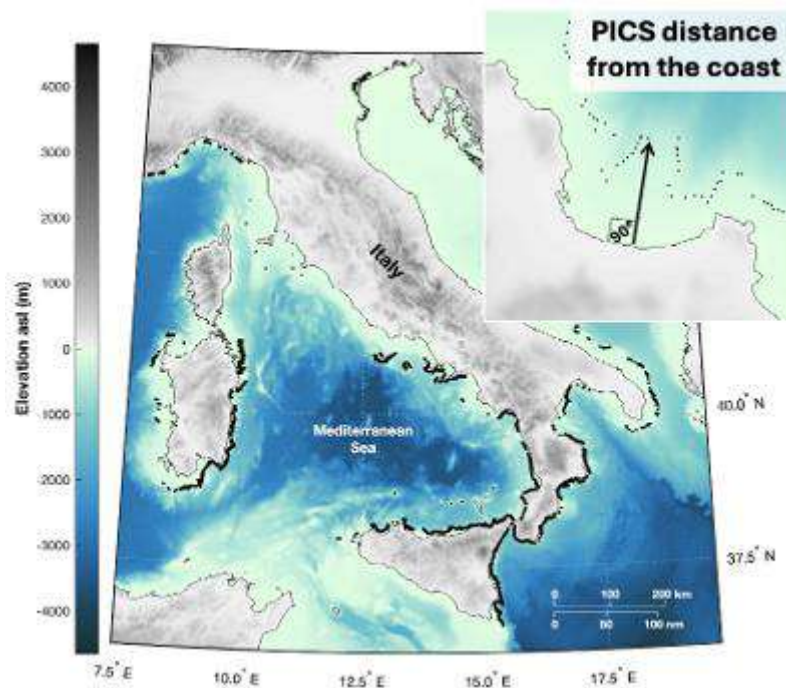 PICS distance
from the coast
90°
Elevation asl (m)
4000
3000
2000
1000
0
-1000
-2000
-3000
-4000
Italy
Mediterranean
Sea
40.0° N
37.5° N
0 100 200 km
0 50 100 nm
7.5° E
10.0° E
12.5° E
15.0° E
17.5° E